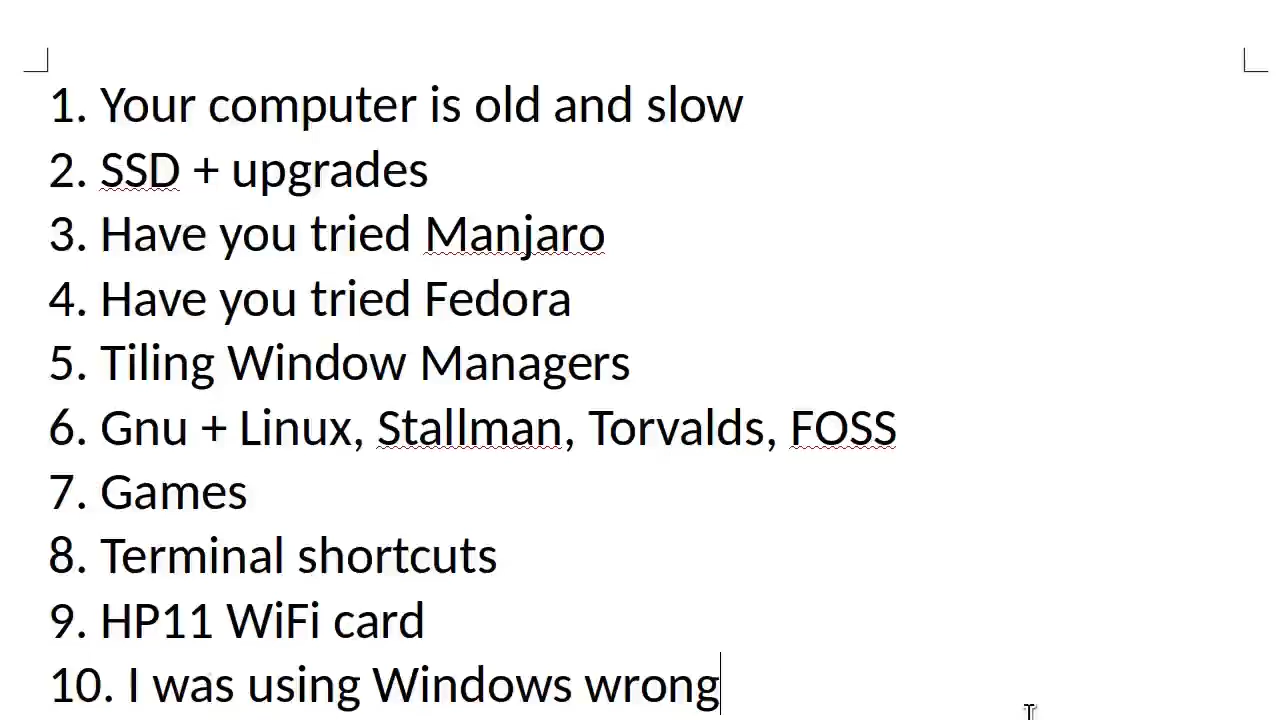 1. Your computer is old and slow
2. SSD + upgrades
3. Have you tried Manjaro
4. Have you tried Fedora
5. Tiling Window Managers
6. Gnu + Linux, Stallman, Torvalds, FOSS
7. Games
8. Terminal shortcuts
9. HP11 WiFi card
10. I was using Windows wrong